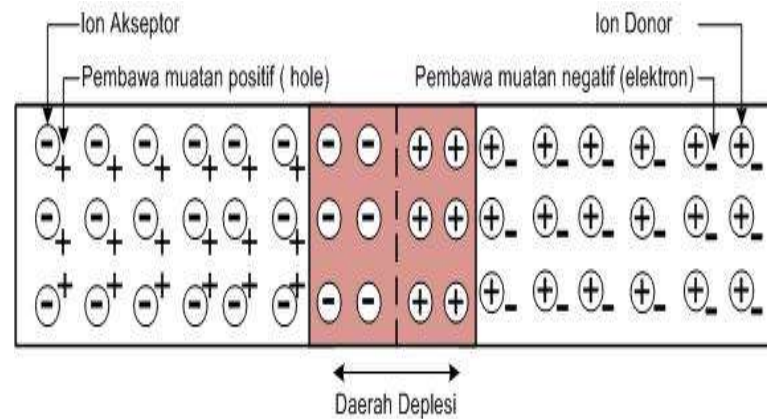 Ion Akseptor
Ion Donor
Pembawa muatan positif ( hole)
Pembawa muatan negatif (elektron)
Daerah Deplesi